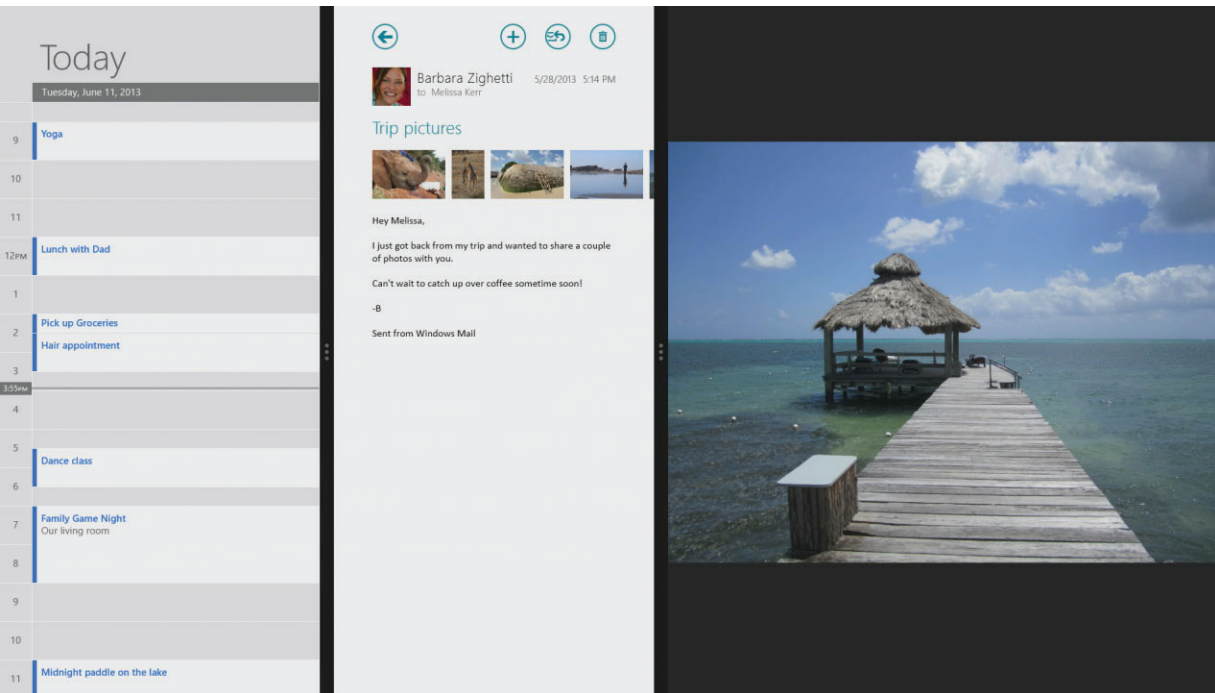 Today
Tuesday, June 11, 2013
9
Yoga
10
11
12PM
Lunch with Dad
1
2
Pick up Groceries
Hair appointment
3
3:55PM
4
5
Dance class
6
7
Family Game Night
Our living room
8
9
10
11
Midnight paddle on the lake
Barbara Zighetti 5/28/2013 5:14 PM
to Melissa Kerr
Trip pictures
Hey Melissa,
I just got back from my trip and wanted to share a couple
of photos with you.
Can't wait to catch up over coffee sometime soon!
-B
Sent from Windows Mail